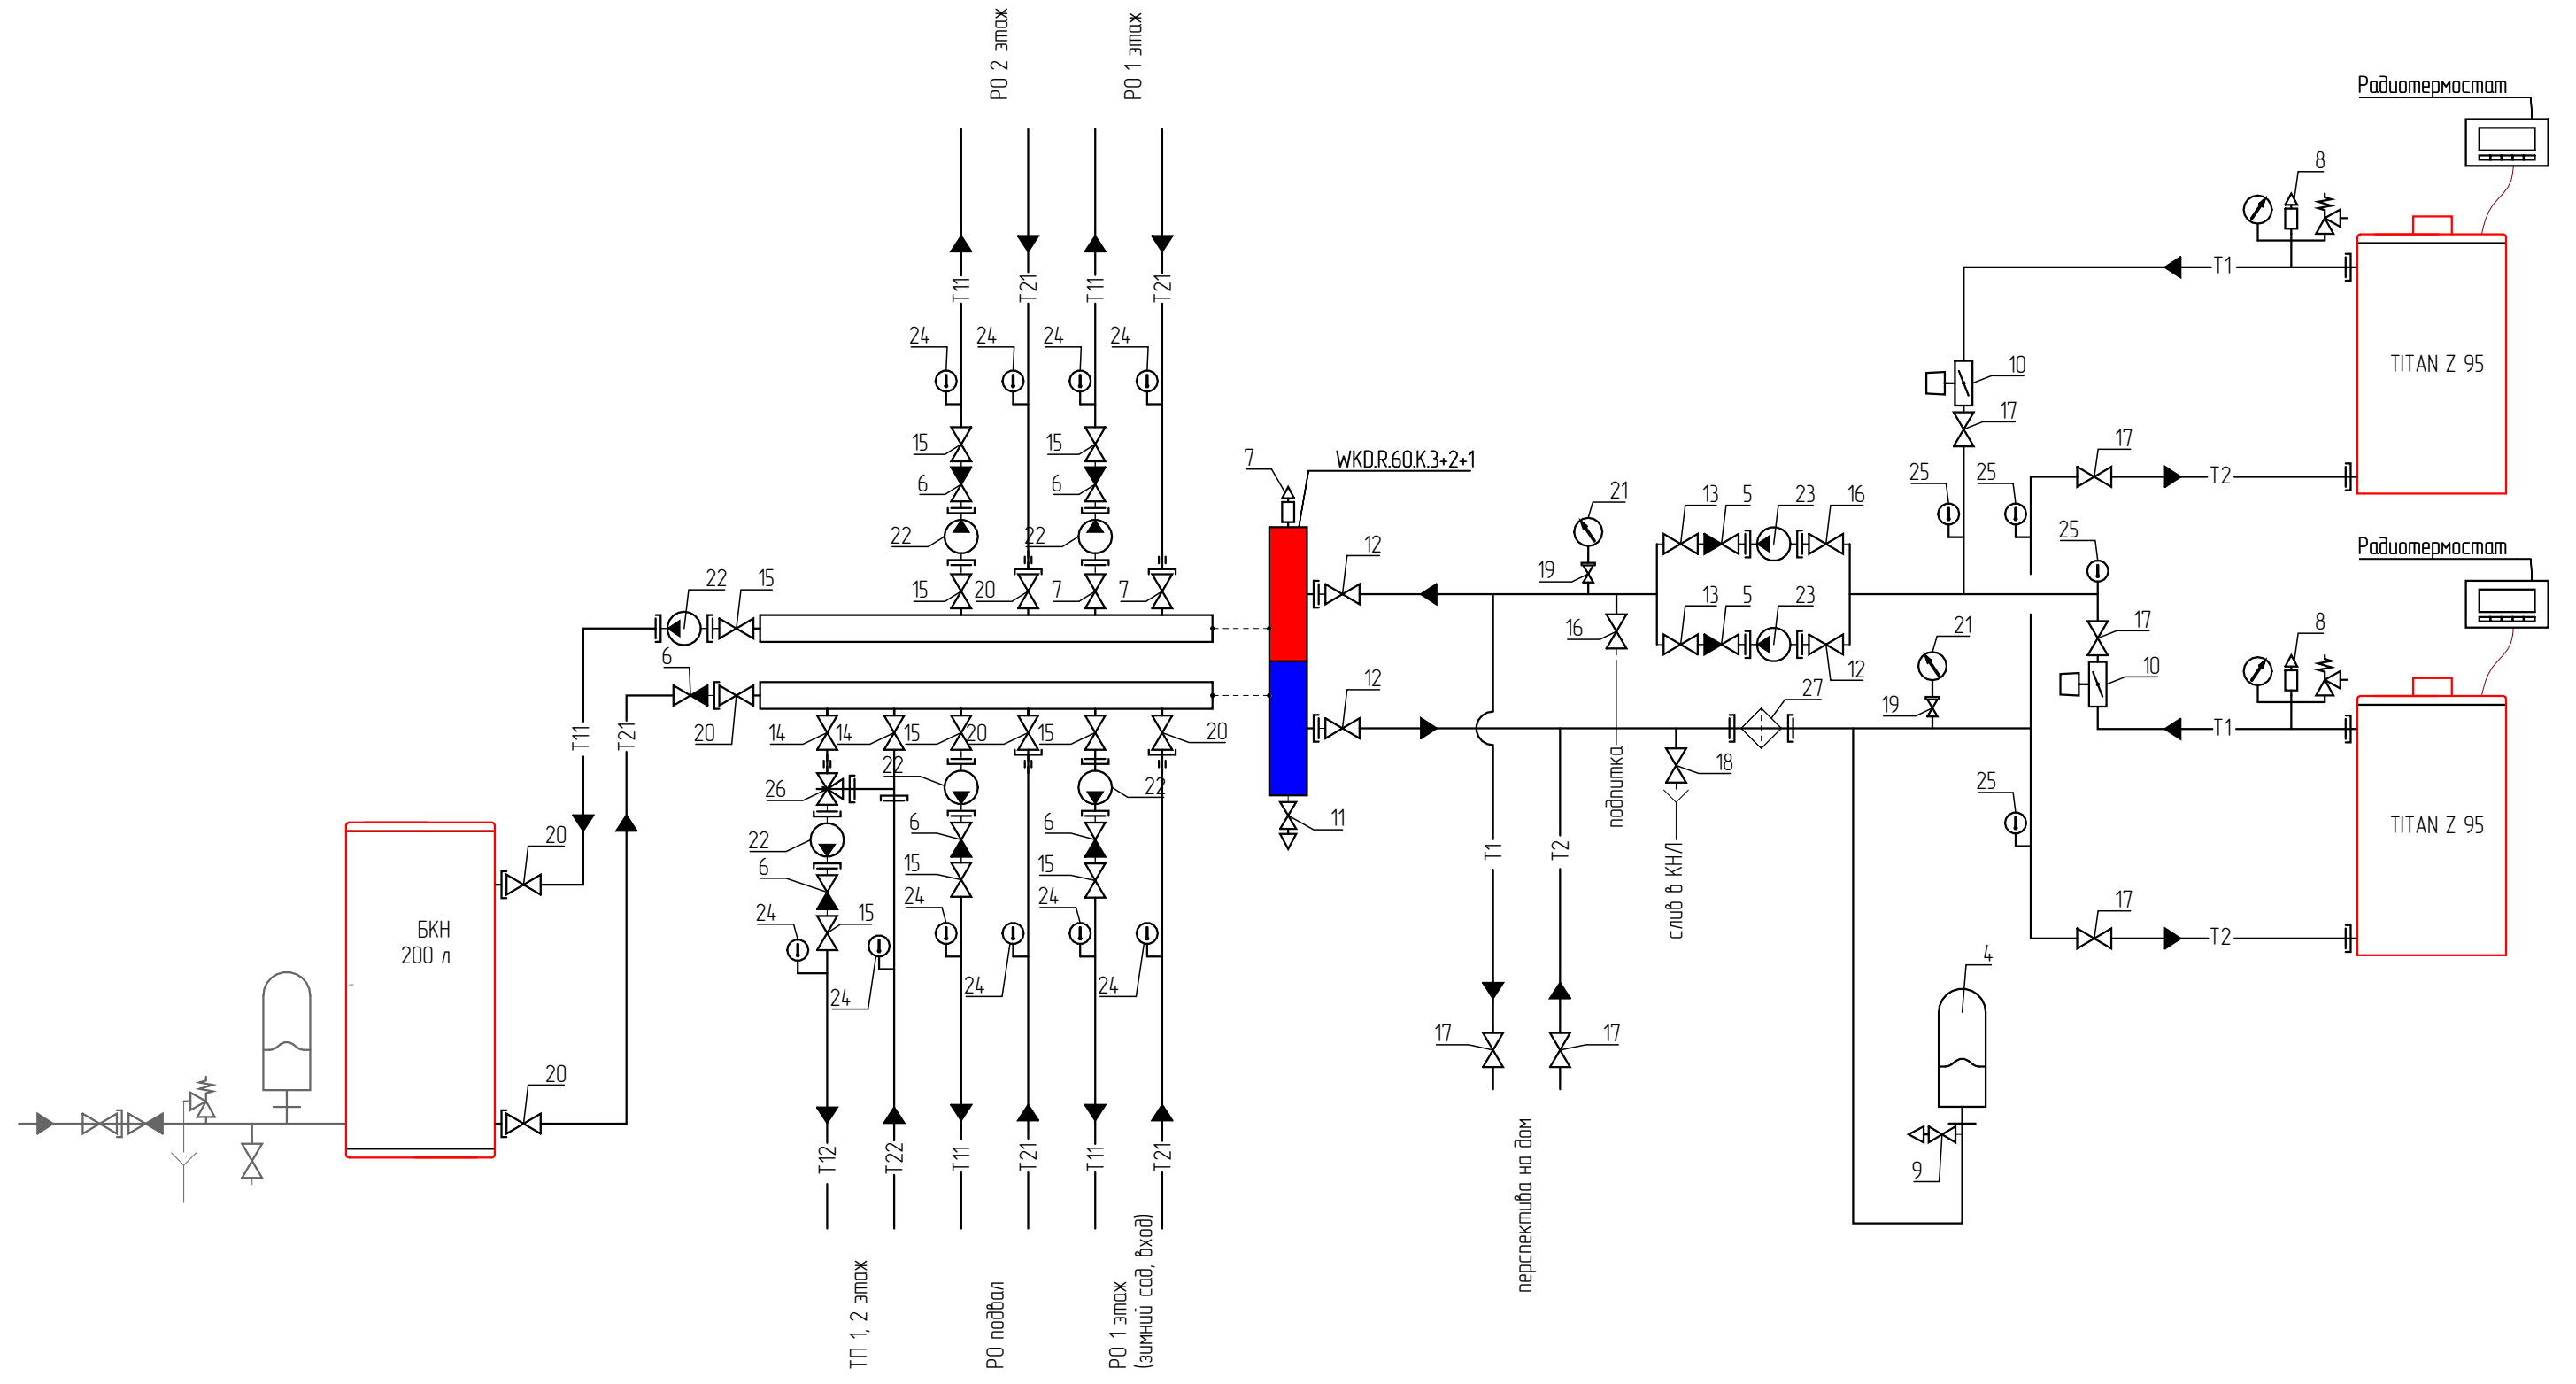 РО 2 этаж
РО 1 этаж
Радиотермостат
8
Т11
Т21
Т11
Т21
Т1
24
24
24
24
TITAN Z 95
10
17
15
15
17
7
WKD.R.60.K.3+2+1
25
25
Т2
6
6
21
13
5
23
16
22
22
25
12
Радиотермостат
19
22
15
15
20
7
7
13
5
23
17
16
21
8
6
12
12
10
27
20
14
14
15
20
15
20
19
Т1
Т11
Т21
26
22
22
18
25
11
подпитка
22
6
6
TITAN Z 95
20
6
15
15
Т1
Т2
слив в КНЛ
24
15
24
24
17
БКН
200 л
Т2
24
24
24
4
17
17
20
9
Т12
Т22
Т11
Т21
Т11
Т21
перспектива на дом
ТП 1, 2 этаж
РО подвал
РО 1 этаж
(зимний сад, вход)